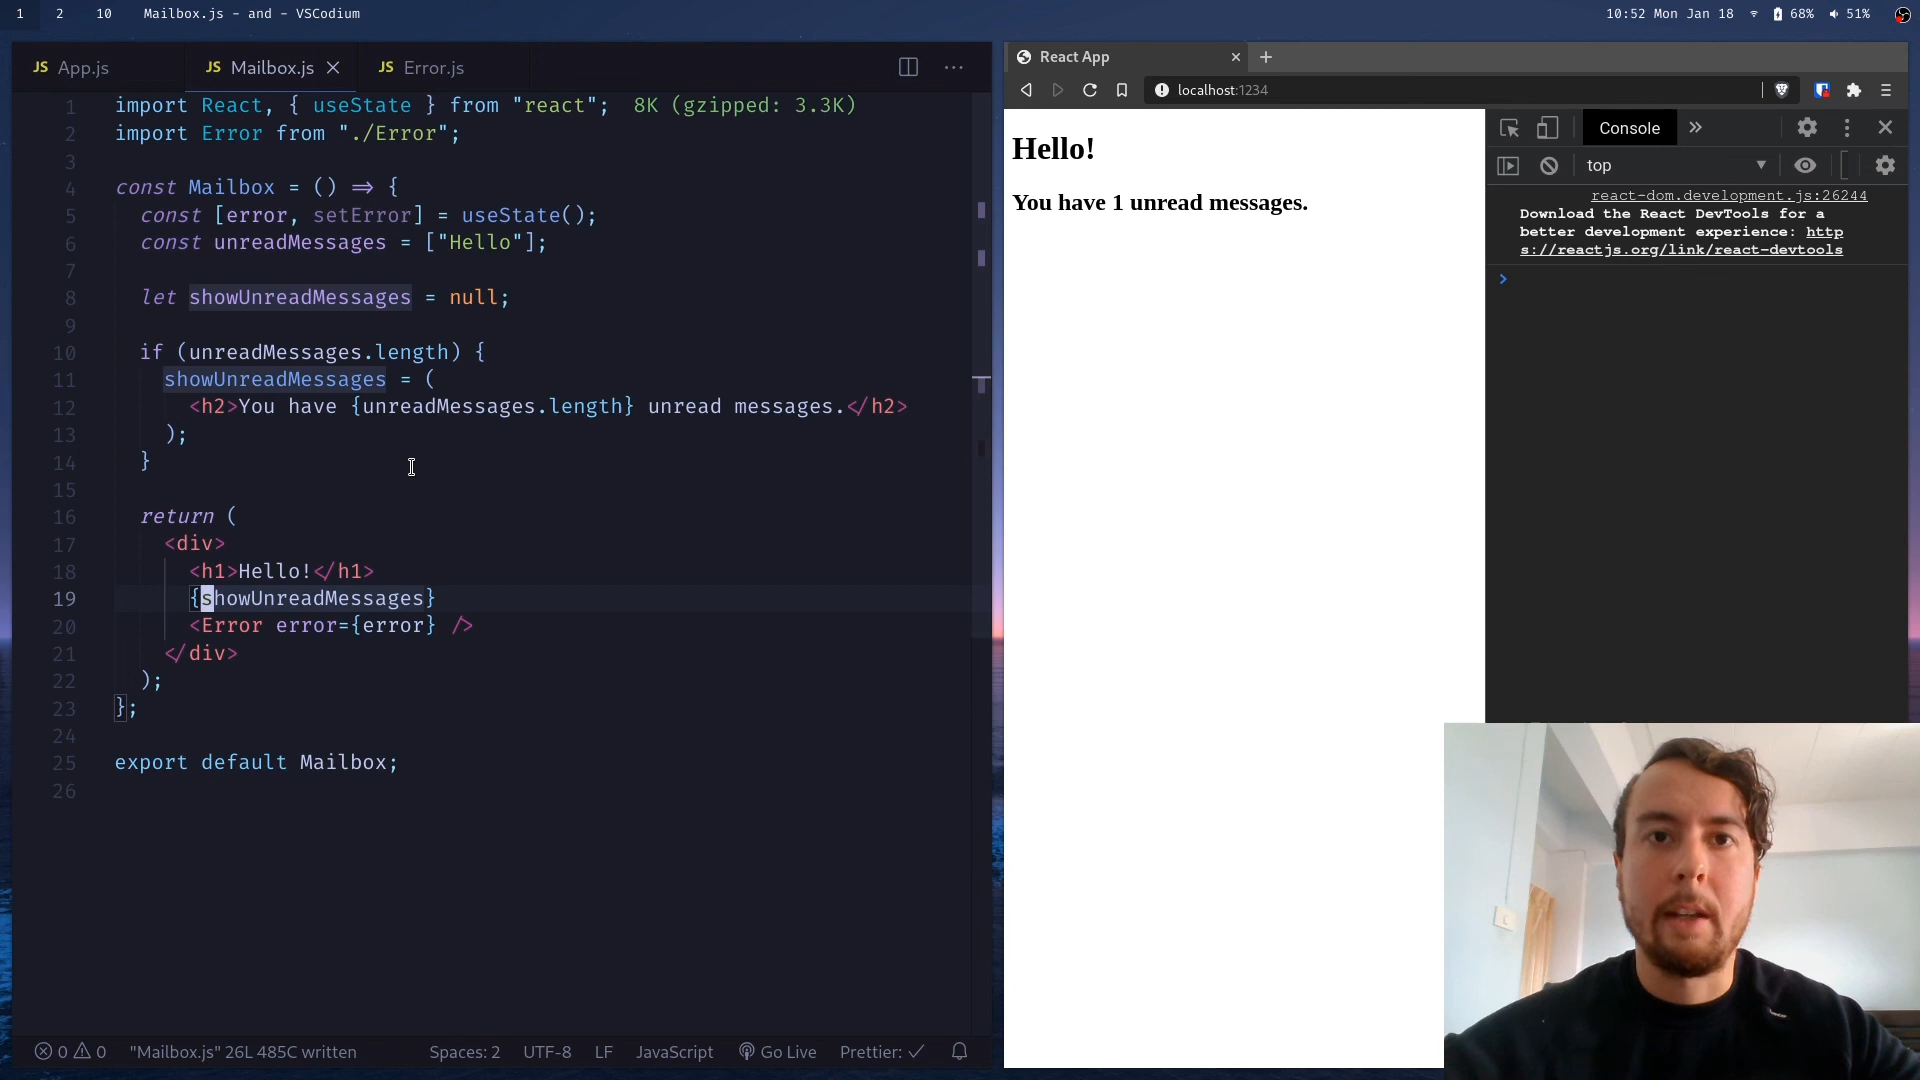 1 2 10 Mailbox.js - and - VSCodium 10:52 Mon Jan 18 68% 51%
JS App.js JS Mailbox.js JS Error.js
1 import React, { useState } from "react"; 8K (gzipped: 3.3K)
2 import Error from "./Error";
3
4 const Mailbox = () => {
5 const [error, setError] = useState();
6 const unreadMessages = ["Hello"];
7
8 let showUnreadMessages = null;
9
10 if (unreadMessages.length) {
11 showUnreadMessages = (
12 <h2>You have {unreadMessages.length} unread messages.</h2>
13 );
14 }
15
16 return (
17 <div>
18 <h1>Hello!</h1>
19 {showUnreadMessages}
20 <Error error={error} />
21 </div>
22 );
23 };
24
25 export default Mailbox;
26
0 0 "Mailbox.js" 26L 485C written Spaces: 2 UTF-8 LF JavaScript Go Live Prettier: ✓
React App
localhost:1234
Hello!
You have 1 unread messages.
Console
top
react-dom.development.js:26244
Download the React DevTools for a
better development experience: http
s://reactjs.org/link/react-devtools